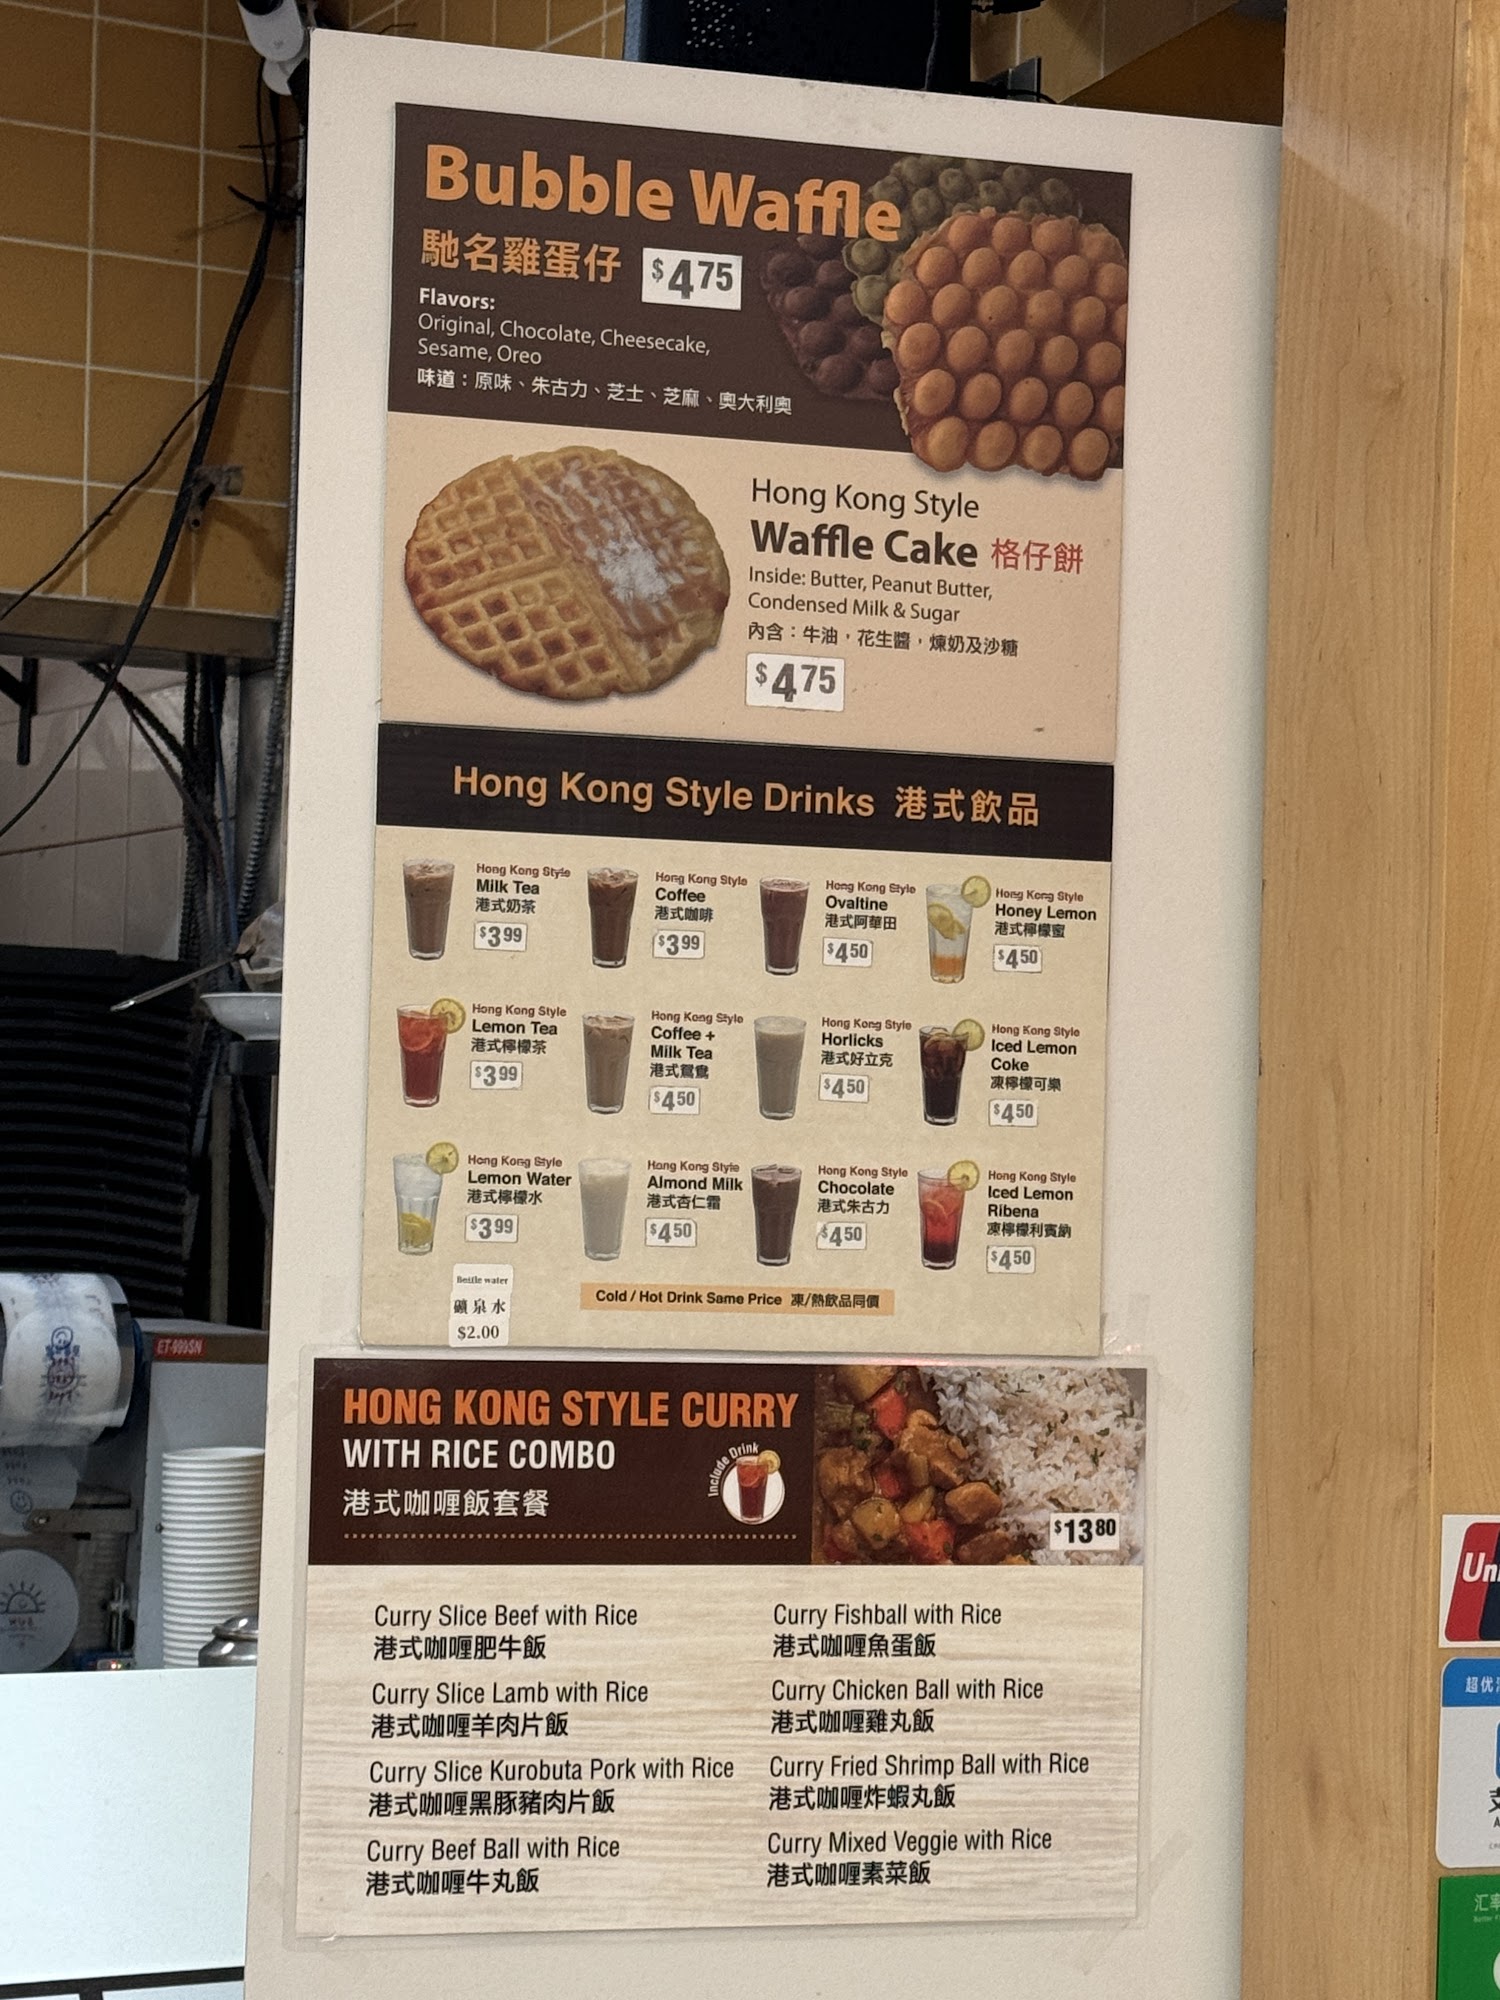 Bubble Waffle
馳名雞蛋仔 $4.75
Flavors:
Original, Chocolate, Cheesecake,
Sesame, Oreo
味道：原味、朱古力、芝士、芝麻、奧大利奧
Hong Kong Style
Waffle Cake 格仔餅
Inside: Butter, Peanut Butter,
Condensed Milk & Sugar
內含：牛油，花生醬，煉奶及沙糖
$4.75
Hong Kong Style Drinks 港式飲品
Hong Kong Style
Milk Tea
港式奶茶
$3.99
Hong Kong Style
Coffee
港式咖啡
$3.99
Hong Kong Style
Ovaltine
港式阿華田
$4.50
Hong Kong Style
Honey Lemon
港式檸檬蜜
$4.50
Hong Kong Style
Lemon Tea
港式檸檬茶
$3.99
Hong Kong Style
Coffee +
Milk Tea
港式鴛鴦
$4.50
Hong Kong Style
Horlicks
港式好立克
$4.50
Hong Kong Style
Iced Lemon
Coke
凍檸檬可樂
$4.50
Hong Kong Style
Lemon Water
港式檸檬水
$3.99
Hong Kong Style
Almond Milk
港式杏仁霜
$4.50
Hong Kong Style
Chocolate
港式朱古力
$4.50
Hong Kong Style
Iced Lemon
Ribena
凍檸檬利賓納
$4.50
Bottle water
礦泉水
$2.00
Cold / Hot Drink Same Price 凍/熱飲品同價
HONG KONG STYLE CURRY
WITH RICE COMBO
港式咖喱飯套餐
Include Drink
$13.80
Curry Slice Beef with Rice
港式咖喱肥牛飯
Curry Slice Lamb with Rice
港式咖喱羊肉片飯
Curry Slice Kurobuta Pork with Rice
港式咖喱黑豚豬肉片飯
Curry Beef Ball with Rice
港式咖喱牛丸飯
Curry Fishball with Rice
港式咖喱魚蛋飯
Curry Chicken Ball with Rice
港式咖喱雞丸飯
Curry Fried Shrimp Ball with Rice
港式咖喱炸蝦丸飯
Curry Mixed Veggie with Rice
港式咖喱素菜飯
ET-999SN
Un
超优
汇率